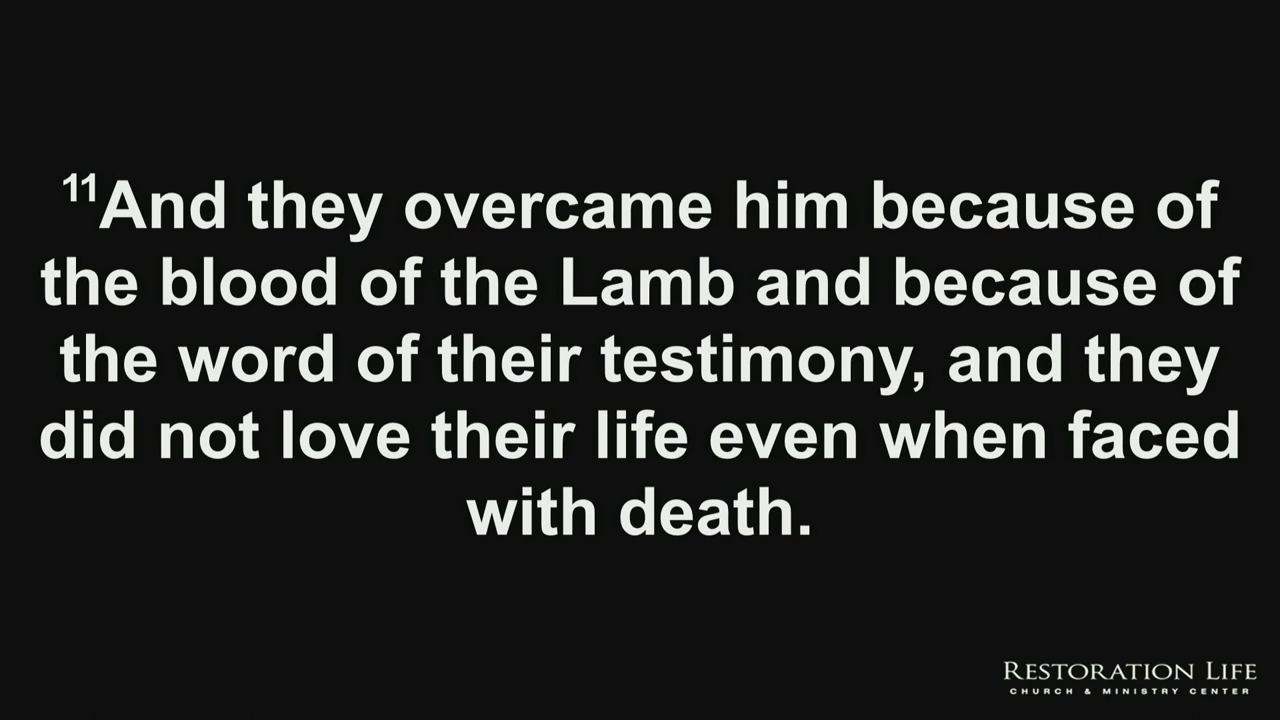 11And they overcame him because of
the blood of the Lamb and because of
the word of their testimony, and they
did not love their life even when faced
with death.
RESTORATION LIFE
CHURCH & MINISTRY CENTER